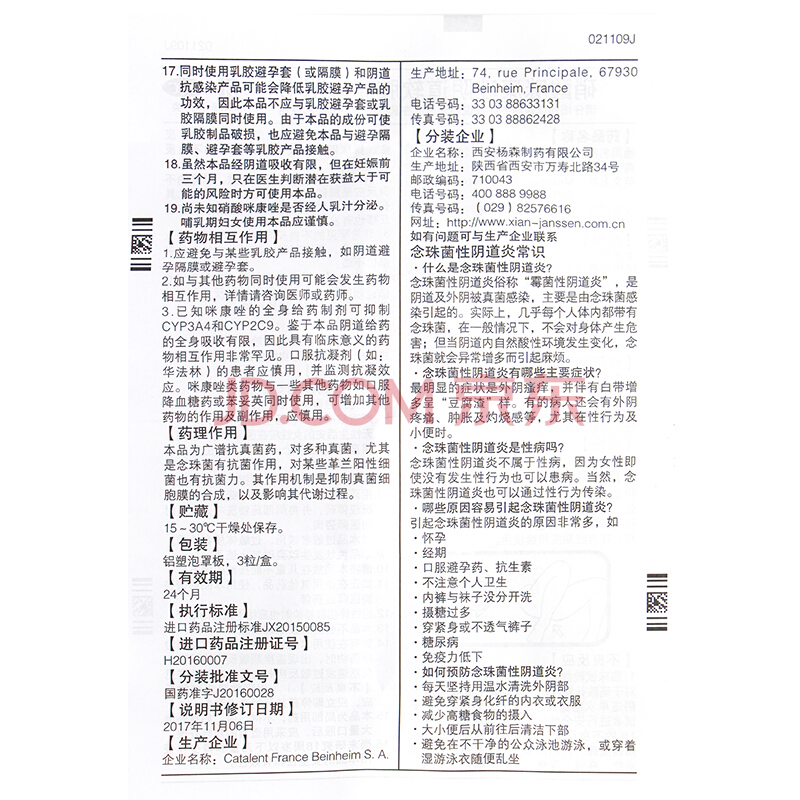 021109J
17.同时使用乳胶避孕套（或隔膜）和阴道
抗感染产品可能会降低乳胶避孕产品的
功效，因此本品不应与乳胶避孕套或乳
胶隔膜同时使用。由于本品的成份可使
乳胶制品破损，也应避免本品与避孕隔
膜、避孕套等乳胶产品接触。
18.虽然本品经阴道吸收有限，但在妊娠前
三个月，只在医生判断潜在获益大于可
能的风险时方可使用本品。
19.尚未知硝酸咪康唑是否经人乳汁分泌。
哺乳期妇女使用本品应谨慎。
【药物相互作用】
1.应避免与某些乳胶产品接触，如阴道避
孕隔膜或避孕套。
2.如与其他药物同时使用可能会发生药物
相互作用，详情请咨询医师或药师。
3.已知咪康唑的全身给药制剂可抑制
CYP3A4和CYP2C9。鉴于本品阴道给药
的全身吸收有限，因此具有临床意义的药
物相互作用非常罕见。口服抗凝剂（如：
华法林）的患者应慎用，并监测抗凝效
应。咪康唑类药物与一些其他药物如口服
降血糖药或苯妥英同时使用，可增加其他
药物的作用及副作用，应慎用。
【药理作用】
本品为广谱抗真菌药，对多种真菌，尤其
是念珠菌有抗菌作用，对某些革兰阳性细
菌也有抗菌力。其作用机制是抑制真菌细
胞膜的合成，以及影响其代谢过程。
【贮藏】
15~30℃干燥处保存。
【包装】
铝塑泡罩板，3粒/盒。
【有效期】
24个月
【执行标准】
进口药品注册标准JX20150085
【进口药品注册证号】
H20160007
【分装批准文号】
国药准字J20160028
【说明书修订日期】
2017年11月06日
【生产企业】
企业名称：Catalent France Beinheim S. A.
生产地址：74, rue Principale, 67930
Beinheim, France
电话号码：33 03 88633131
传真号码：33 03 88862428
【分装企业】
企业名称：西安杨森制药有限公司
生产地址：陕西省西安市万寿北路34号
邮政编码：710043
电话号码：400 888 9988
传真号码：（029）82576616
网址：http://www.xian-janssen.com.cn
如有问题可与生产企业联系
念珠菌性阴道炎常识
·什么是念珠菌性阴道炎?
念珠菌性阴道炎俗称“霉菌性阴道炎”，是
阴道及外阴被真菌感染，主要是由念珠菌感
染引起的。实际上，几乎每个人体内都带有
念珠菌，在一般情况下，不会对身体产生危
害；但当阴道内自然酸性环境发生变化，念
珠菌就会异常增多而引起麻烦。
·念珠菌性阴道炎有哪些主要症状?
最明显的症状是外阴瘙痒，并伴有白带增
多呈“豆腐渣”样。有的病人还会有外阴
疼痛、肿胀及灼烧感等，尤其在性行为及
小便时。
·念珠菌性阴道炎是性病吗?
念珠菌性阴道炎不属于性病，因为女性即
使没有发生性行为也可以患病。当然，念
珠菌性阴道炎也可以通过性行为传染。
·哪些原因容易引起念珠菌性阴道炎?
引起念珠菌性阴道炎的原因非常多，如
·怀孕
·经期
·口服避孕药、抗生素
·不注意个人卫生
·内裤与袜子没分开洗
·摄糖过多
·穿紧身或不透气裤子
·糖尿病
·免疫力低下
·如何预防念珠菌性阴道炎?
·每天坚持用温水清洗外阴部
·避免穿紧身化纤的内衣或衣服
·减少高糖食物的摄入
·大小便后从前往后清洁下部
·避免在不干净的公众泳池游泳，或穿着
湿游泳衣随便乱坐
JD.COM 京东